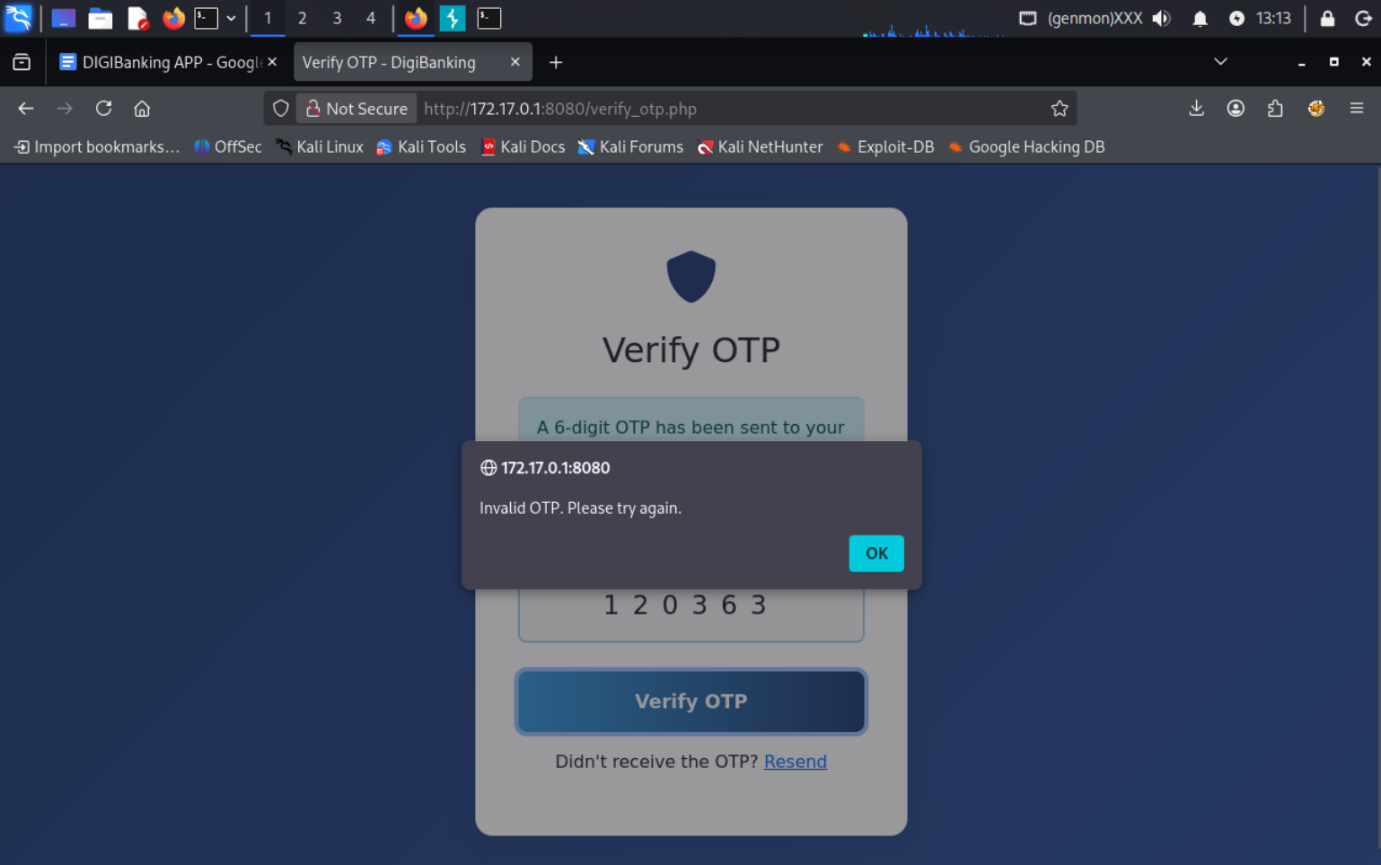 1 2 3 4 (genmon)XXX 13:13
DIGIBanking APP - Googl Verify OTP - DigiBanking
Not Secure http://172.17.0.1:8080/verify_otp.php
Import bookmarks... OffSec Kali Linux Kali Tools Kali Docs Kali Forums Kali NetHunter Exploit-DB Google Hacking DB
Verify OTP
A 6-digit OTP has been sent to your
172.17.0.1:8080
Invalid OTP. Please try again.
OK
1 2 0 3 6 3
Verify OTP
Didn't receive the OTP? Resend